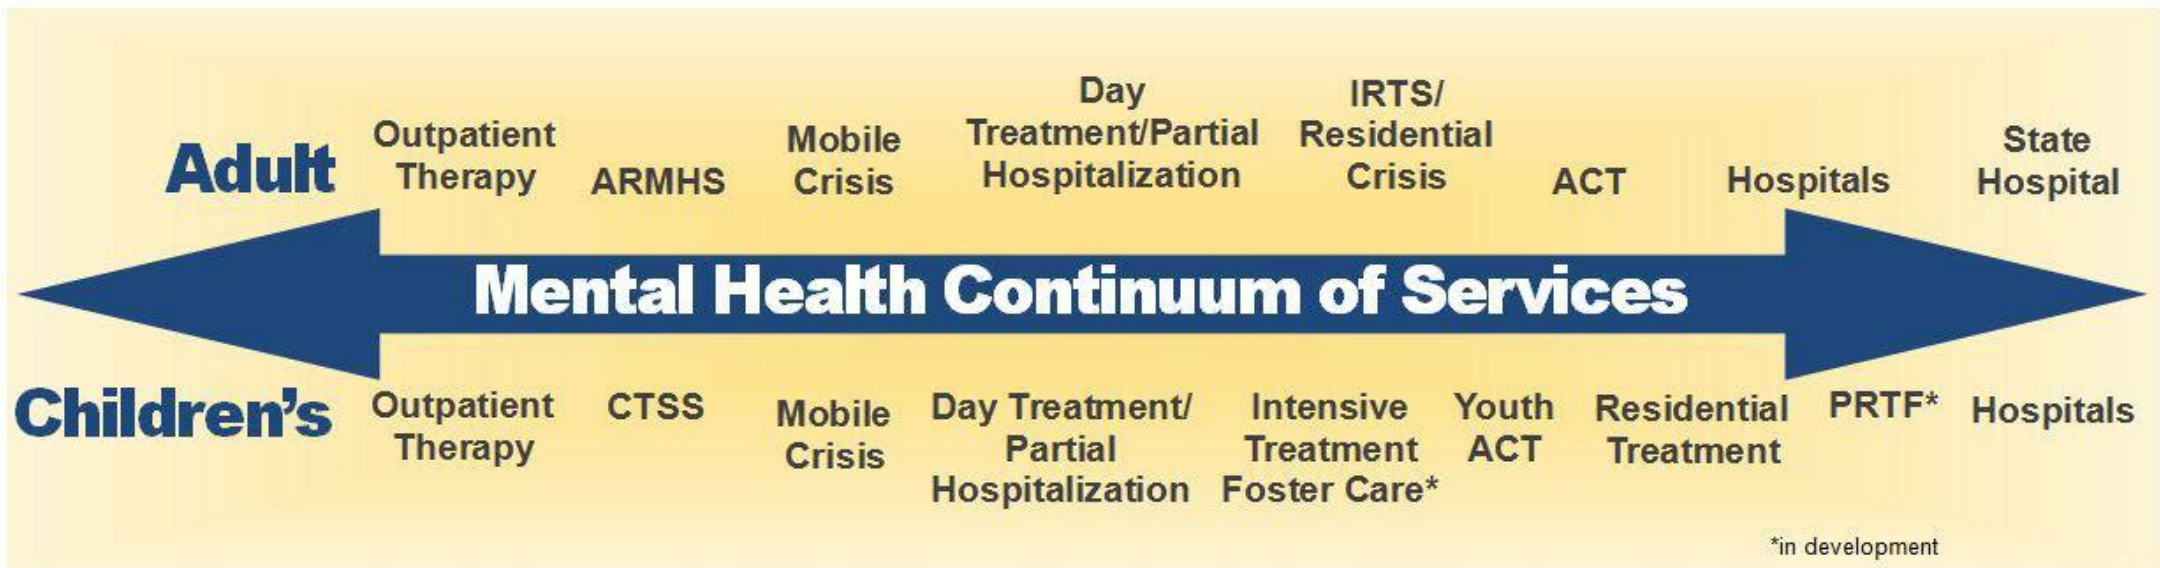 Adult
Outpatient
Therapy
ARMHS
Mobile
Crisis
Day
Treatment/Partial
Hospitalization
IRTS/
Residential
Crisis
ACT
Hospitals
State
Hospital
Mental Health Continuum of Services
Children's
Outpatient
Therapy
CTSS
Mobile
Crisis
Day Treatment/
Partial
Hospitalization
Intensive
Treatment
Foster Care*
Youth
ACT
Residential
Treatment
PRTF*
Hospitals
*in development